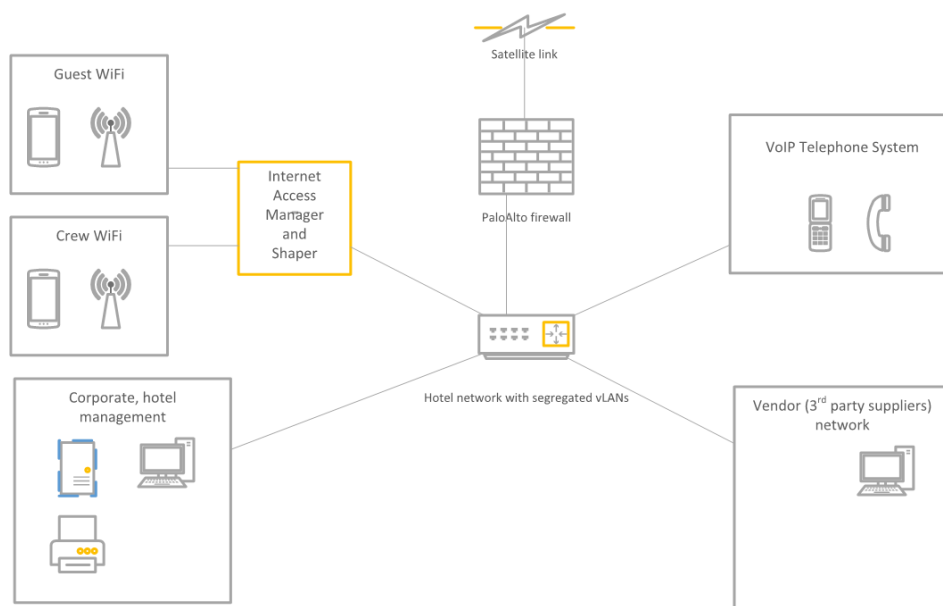 Satellite link
Guest WiFi
Internet
Access
Manager
and
Shaper
VoIP Telephone System
PaloAlto firewall
Crew WiFi
Corporate, hotel
management
Hotel network with segregated vLANs
Vendor (3rd party suppliers)
network